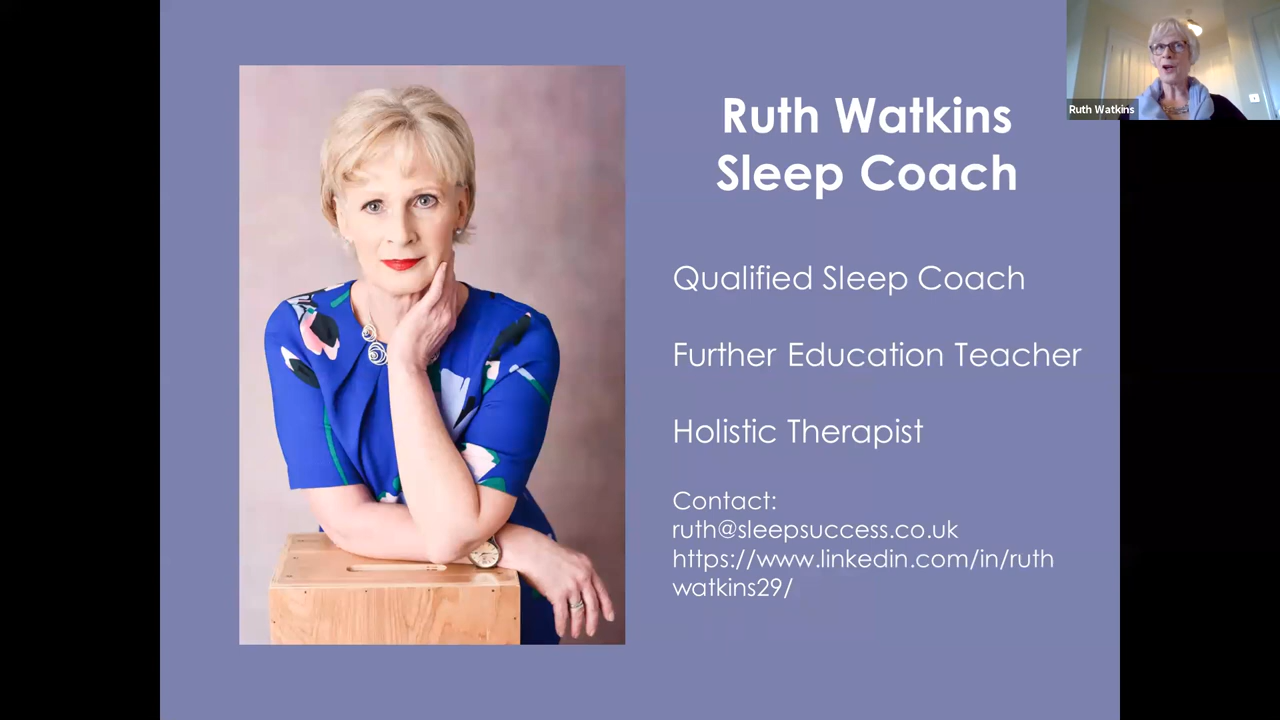 Ruth Watkins
Sleep Coach
Qualified Sleep Coach
Further Education Teacher
Holistic Therapist
Contact:
ruth@sleepsuccess.co.uk
https://www.linkedin.com/in/ruth
watkins29/
Ruth Watkins